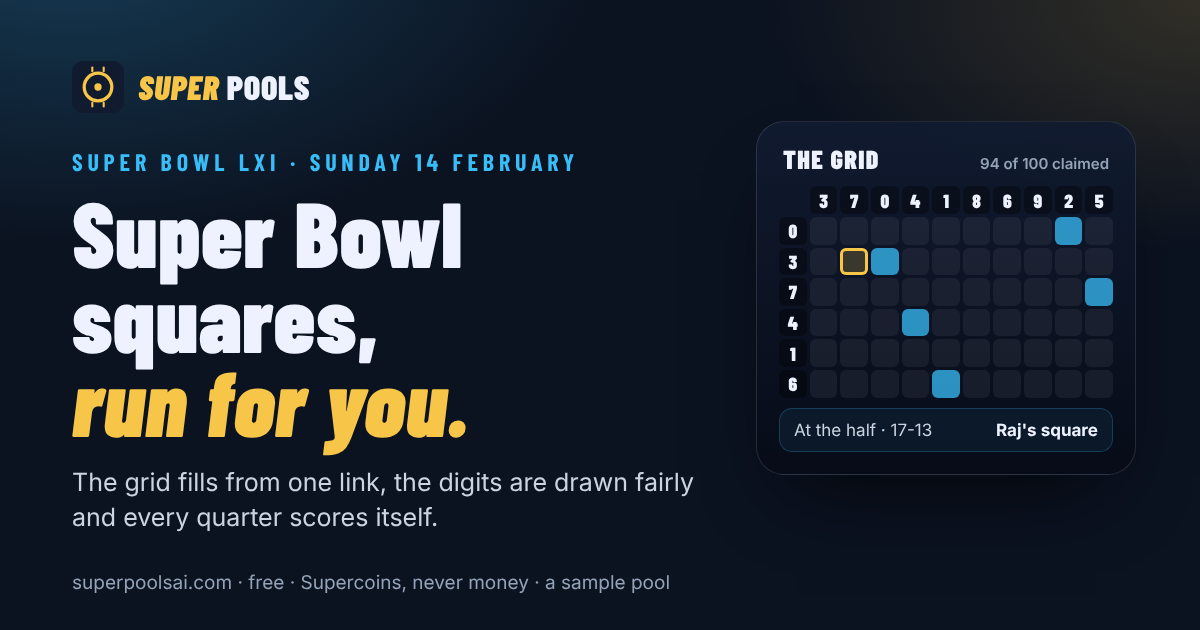 SUPER POOLS
SUPER BOWL LXI · SUNDAY 14 FEBRUARY
Super Bowl
squares,
run for you.
The grid fills from one link, the digits are drawn fairly
and every quarter scores itself.
superpoolsai.com · free · Supercoins, never money · a sample pool
THE GRID 94 of 100 claimed
3 7 0 4 1 8 6 9 2 5
0
3
7
4
1
6
At the half · 17-13 Raj's square